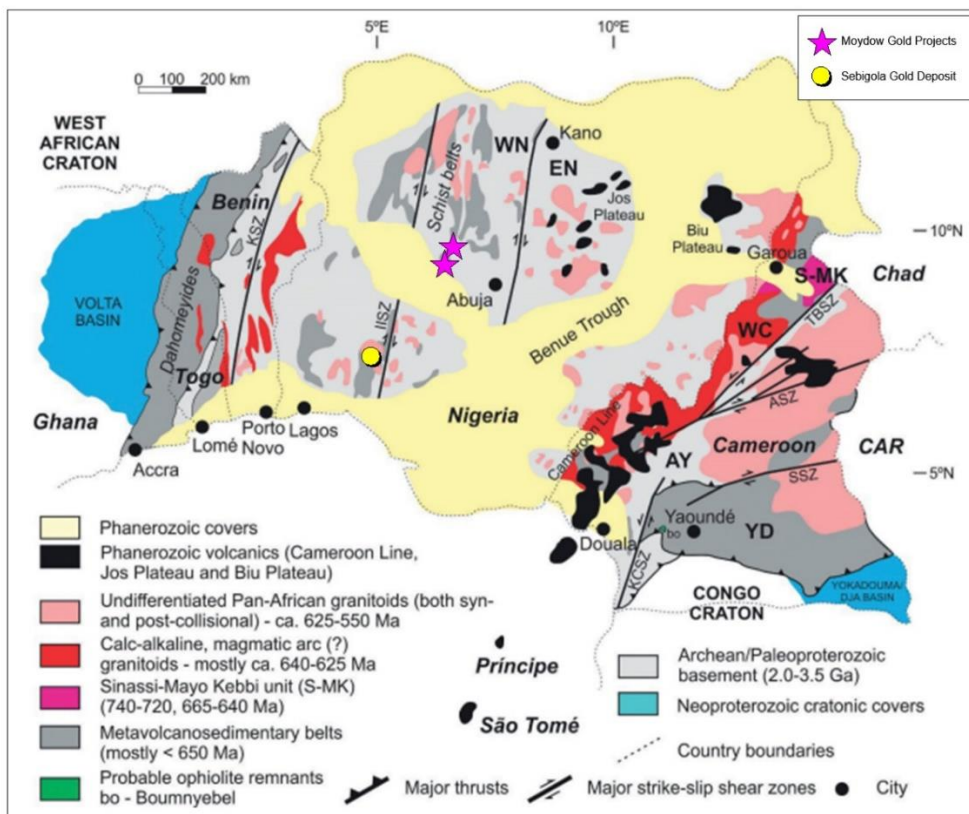 5ºE
10ºE
Moydow Gold Projects
Sebigola Gold Deposit
0
200 km
WEST
AFRICAN
CRATON
Benin
KSZ
Schist belts
WN
Kano
EN
Jos
Plateau
Biu
Plateau
10ºN
Garoua
S-MK
Chad
VOLTA
BASIN
Dahomeyides
Abuja
IISZ
Benue Trough
WC
TBSZ
Togo
Ghana
Nigeria
ASZ
Cameroon Line
Cameroon
CAR
Porto
Novo
Lagos
Lomé
Accra
AY
SSZ
5ºN
Yaoundé
bo
YD
Douala
KCSZ
CONGO
CRATON
YOKADOUMA/
DJA BASIN
Príncipe
São Tomé
Phanerozoic covers
Phanerozoic volcanics (Cameroon Line,
Jos Plateau and Biu Plateau)
Undifferentiated Pan-African granitoids (both syn-
and post-collisional) - ca. 625-550 Ma
Calc-alkaline, magmatic arc (?)
granitoids - mostly ca. 640-625 Ma
Sinassi-Mayo Kebbi unit (S-MK)
(740-720, 665-640 Ma)
Metavolcanosedimentary belts
(mostly < 650 Ma)
Probable ophiolite remnants
bo - Boumnyebel
Archean/Paleoproterozoic
basement (2.0-3.5 Ga)
Neoproterozoic cratonic covers
Country boundaries
Major thrusts
Major strike-slip shear zones
City